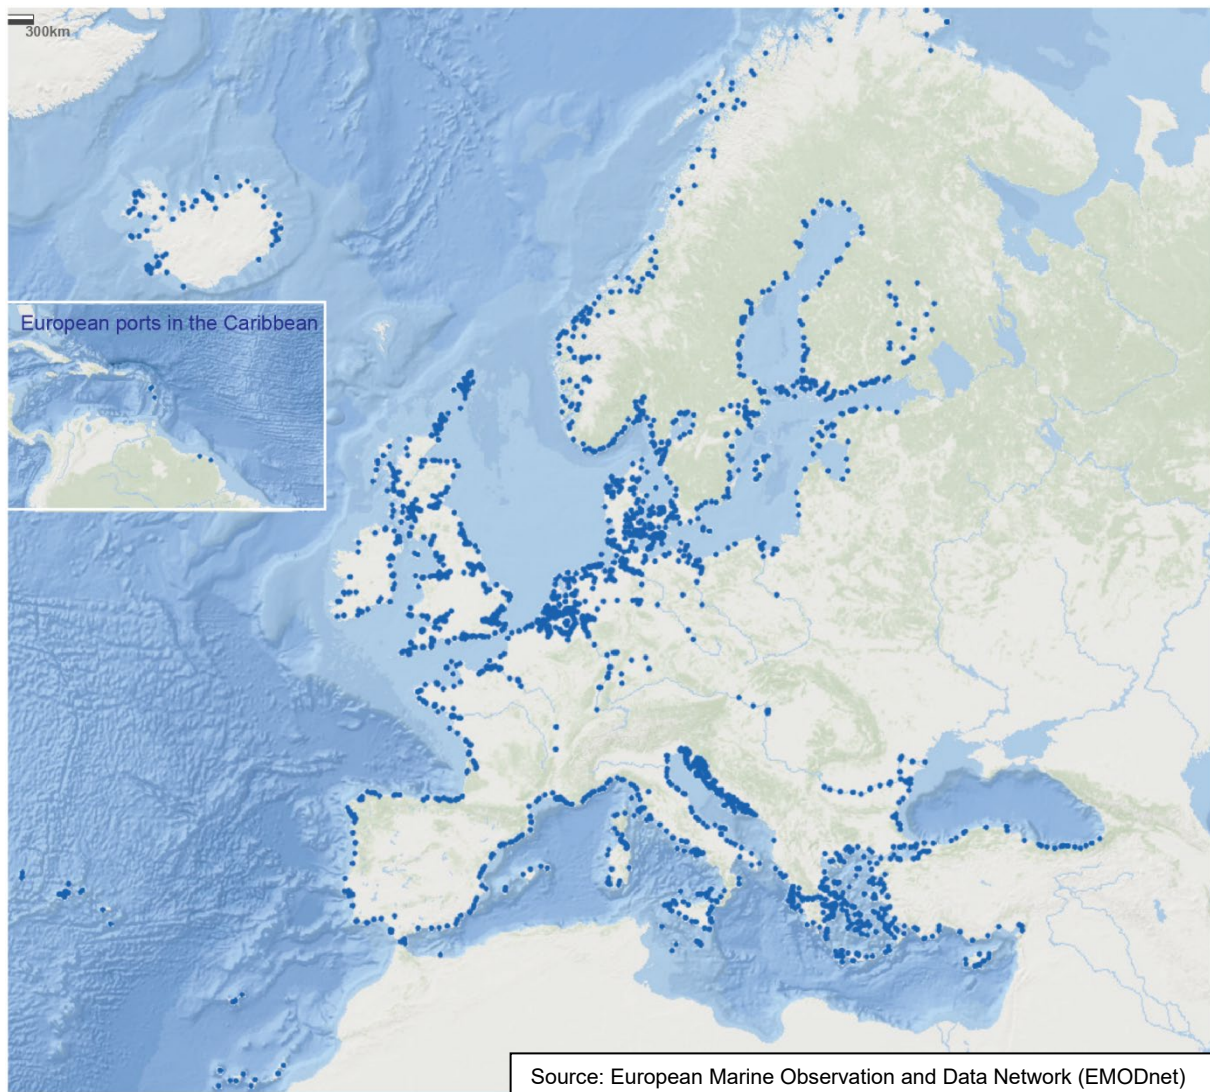 300km
European ports in the Caribbean
Source: European Marine Observation and Data Network (EMODnet)